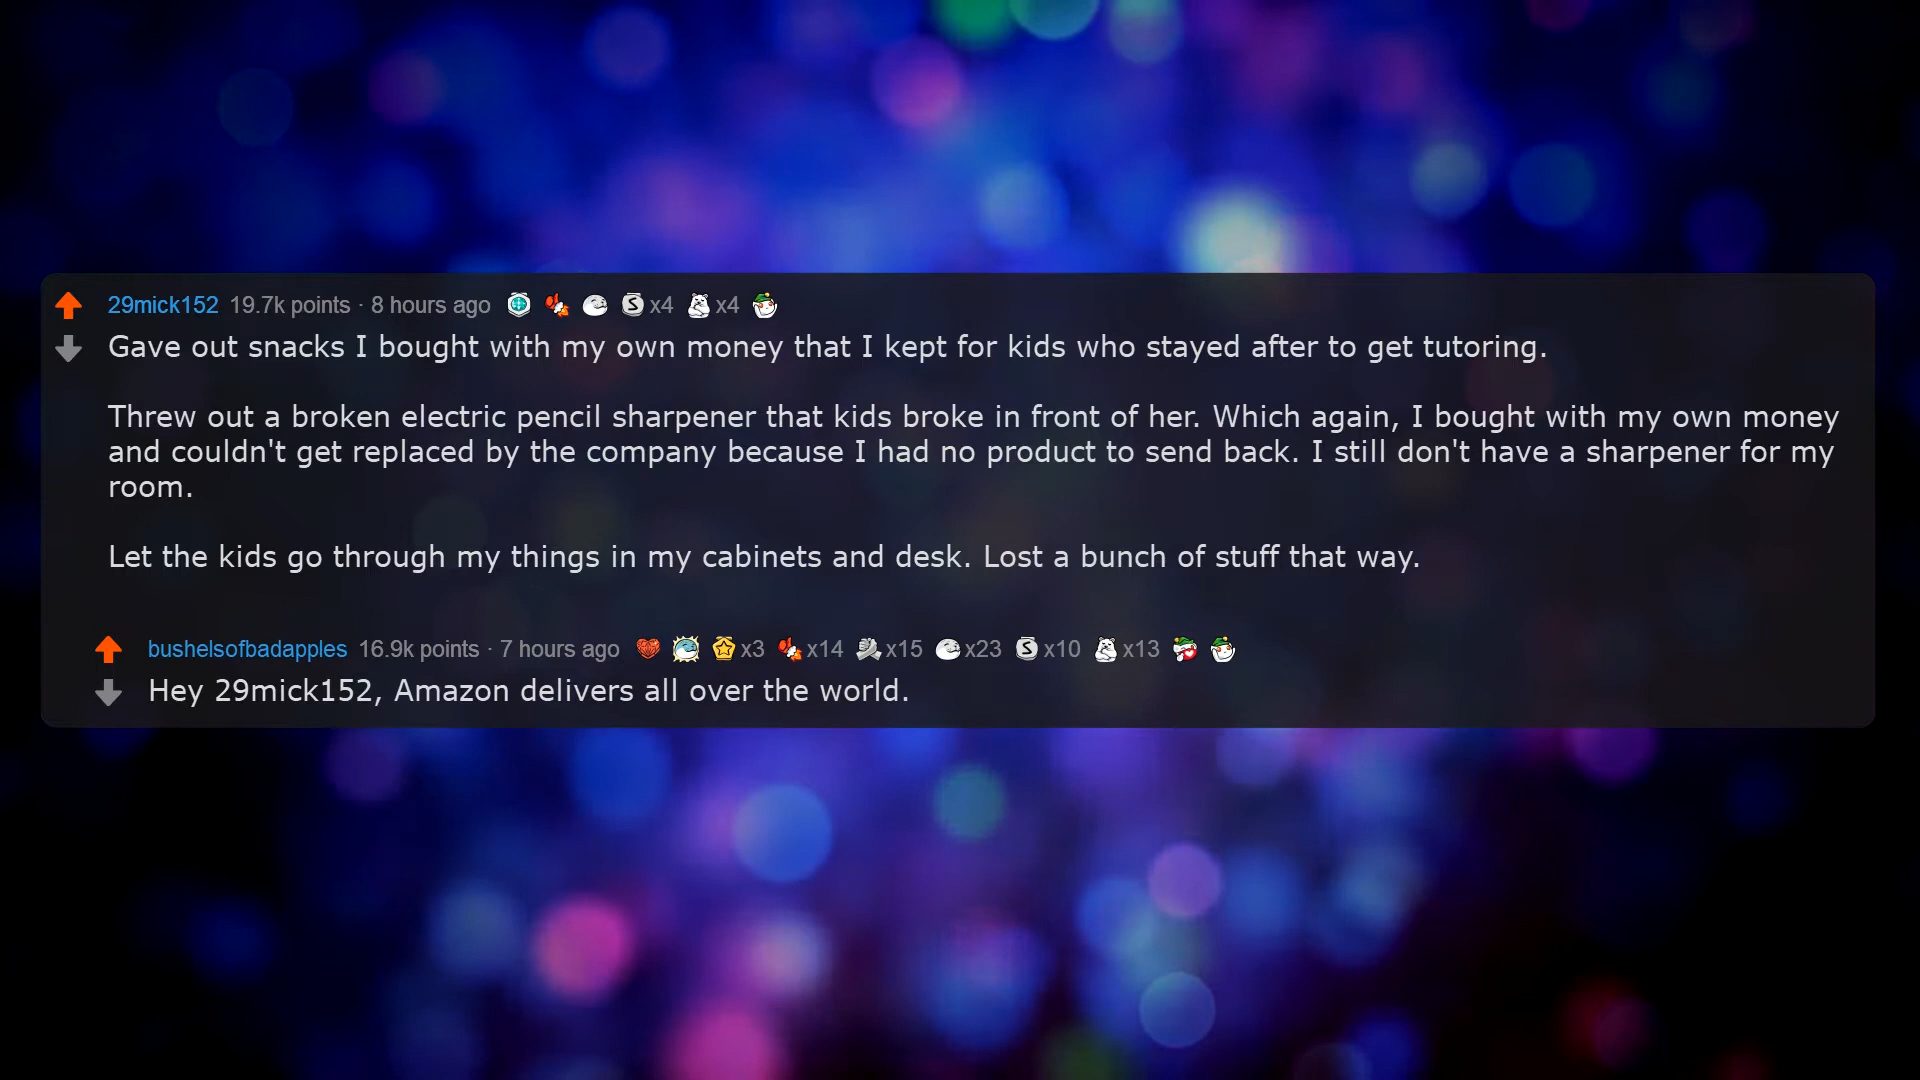 29mick152 19.7k points · 8 hours ago x4 x4
Gave out snacks I bought with my own money that I kept for kids who stayed after to get tutoring.
Threw out a broken electric pencil sharpener that kids broke in front of her. Which again, I bought with my own money
and couldn't get replaced by the company because I had no product to send back. I still don't have a sharpener for my
room.
Let the kids go through my things in my cabinets and desk. Lost a bunch of stuff that way.
bushelsofbadapples 16.9k points · 7 hours ago x3 x14 x15 x23 x10 x13
Hey 29mick152, Amazon delivers all over the world.